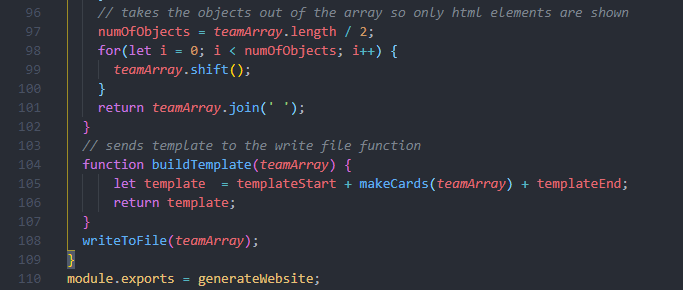 96 // takes the objects out of the array so only html elements are shown
97 numOfObjects = teamArray.length / 2;
98 for(let i = 0; i < numOfObjects; i++) {
99 teamArray.shift();
100 }
101 return teamArray.join(' ');
102 }
103 // sends template to the write file function
104 function buildTemplate(teamArray) {
105 let template  = templateStart + makeCards(teamArray) + templateEnd;
106 return template;
107 }
108 writeToFile(teamArray);
109 }
110 module.exports = generateWebsite;